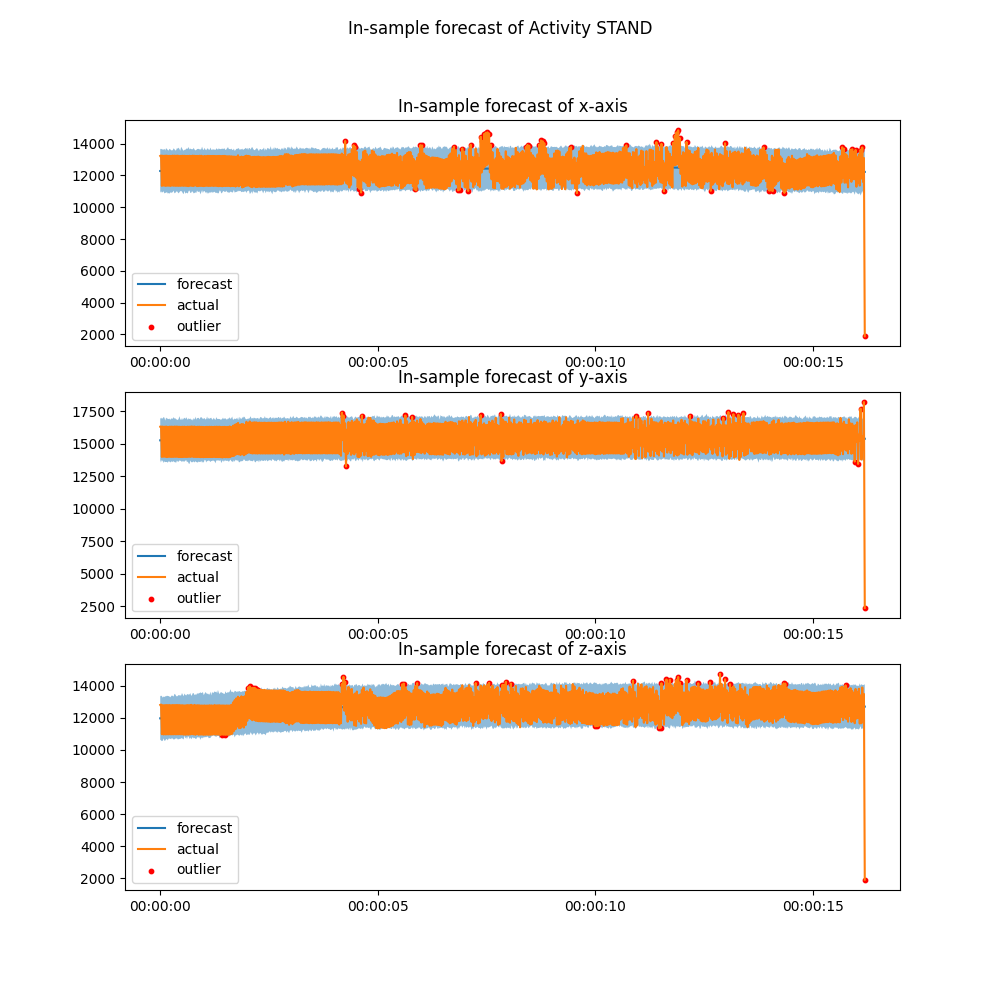 In-sample forecast of Activity STAND
In-sample forecast of x-axis
14000
12000
10000
8000
6000
4000
2000
forecast
actual
outlier
00:00:00 00:00:05 00:00:10 00:00:15
In-sample forecast of y-axis
17500
15000
12500
10000
7500
5000
2500
forecast
actual
outlier
00:00:00 00:00:05 00:00:10 00:00:15
In-sample forecast of z-axis
14000
12000
10000
8000
6000
4000
2000
forecast
actual
outlier
00:00:00 00:00:05 00:00:10 00:00:15